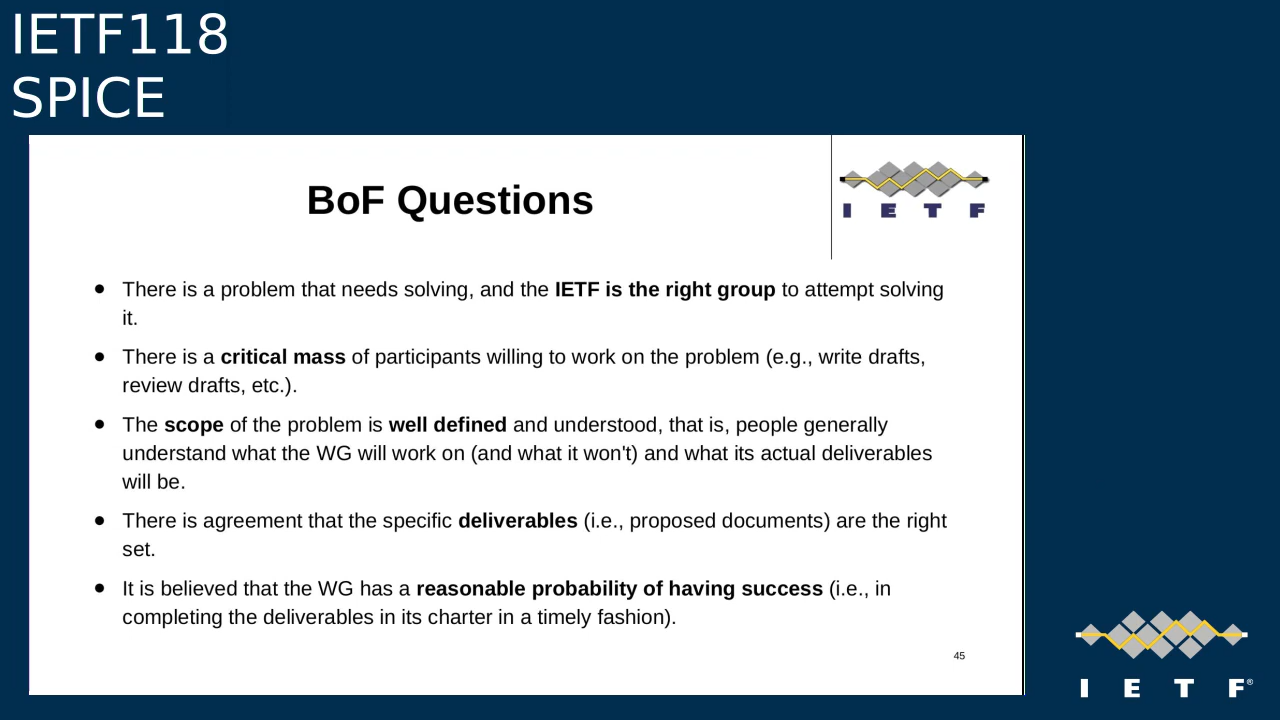 IETF118
SPICE
BoF Questions
I E T F
● There is a problem that needs solving, and the IETF is the right group to attempt solving
it.
● There is a critical mass of participants willing to work on the problem (e.g., write drafts,
review drafts, etc.).
● The scope of the problem is well defined and understood, that is, people generally
understand what the WG will work on (and what it won't) and what its actual deliverables
will be.
● There is agreement that the specific deliverables (i.e., proposed documents) are the right
set.
● It is believed that the WG has a reasonable probability of having success (i.e., in
completing the deliverables in its charter in a timely fashion).
45
I E T F®